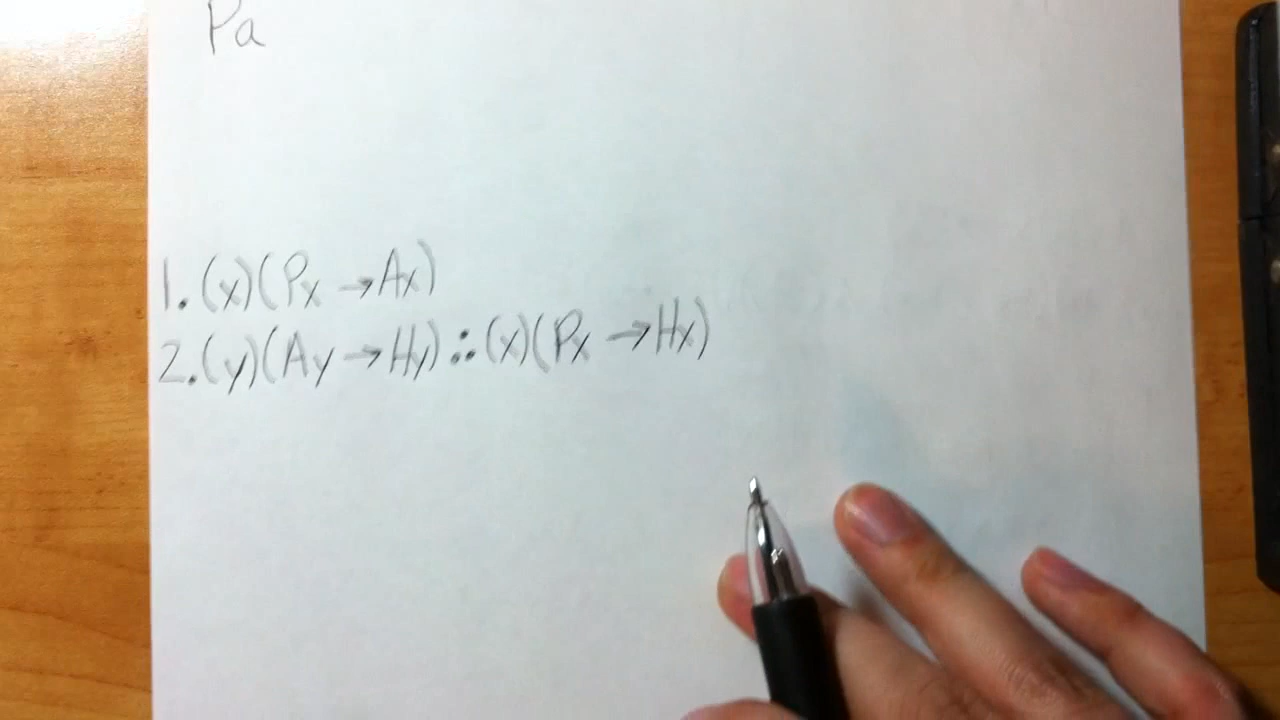 Pa
1. (x)(Px →Ax)
2. (y)(Ay →Hy) ∴ (x)(Px →Hx)